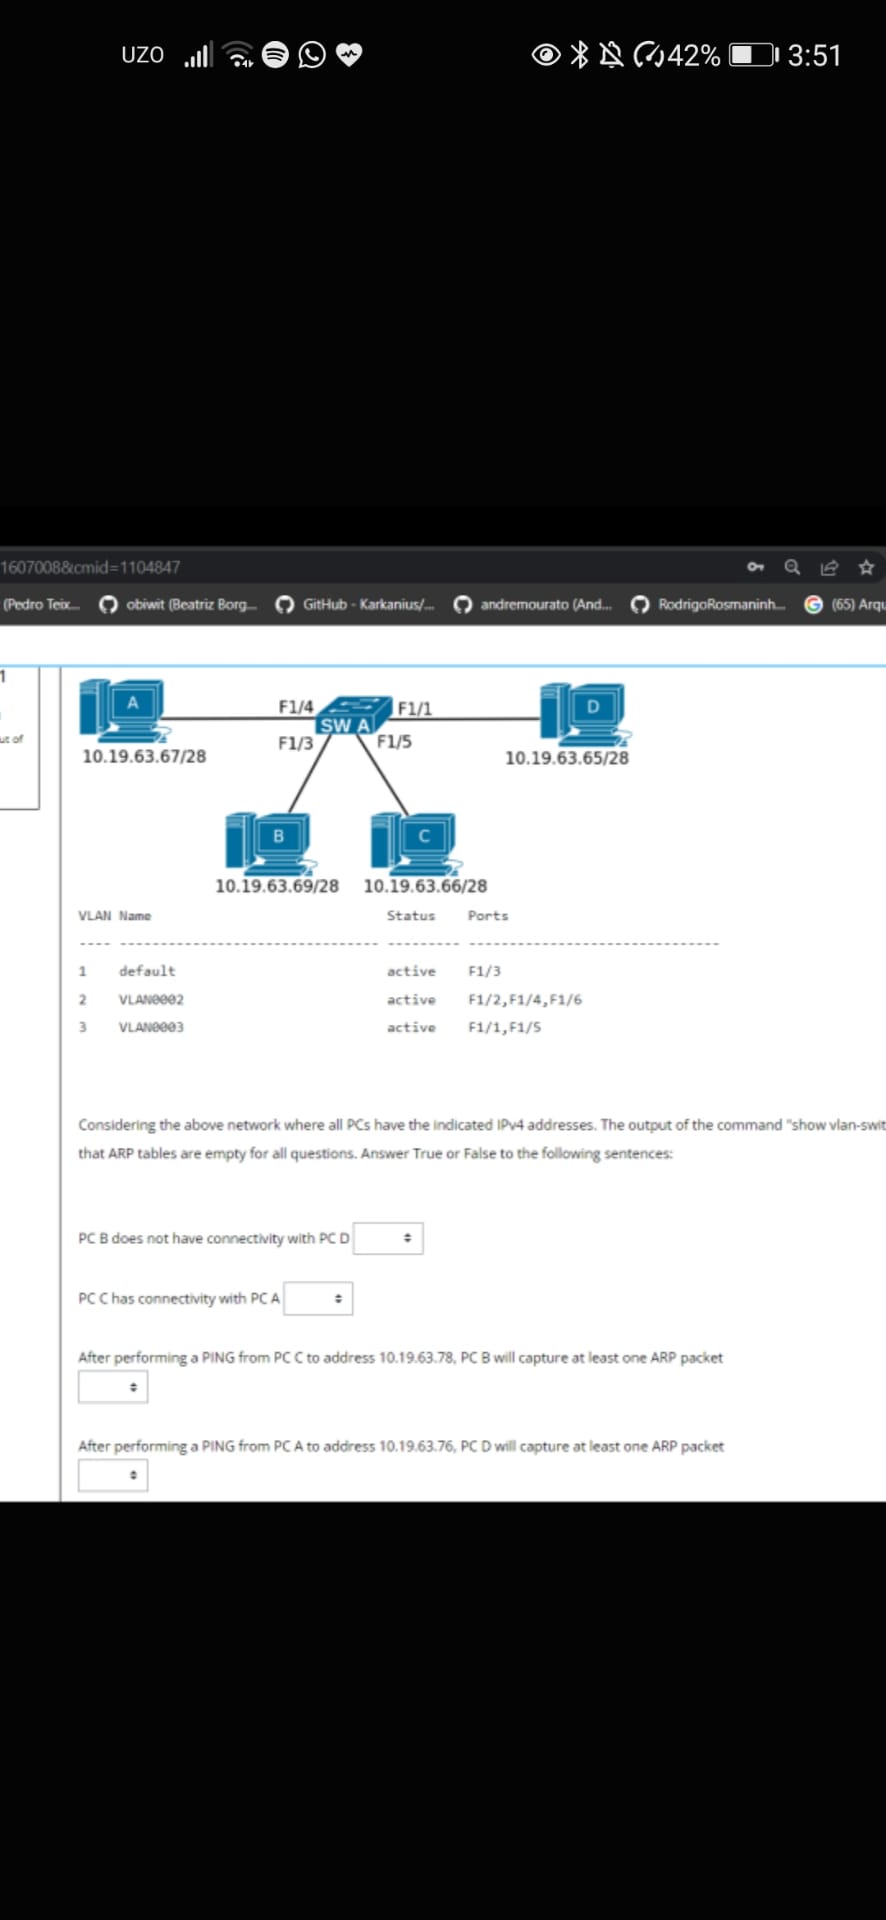 UZO 42% 3:51
1607008&cmid=1104847
(Pedro Teix... obiwit (Beatriz Borg... GitHub - Karkanius/... andremourato (And... RodrigoRosmaninh... (65) Arqu
1
ut of
A F1/4 SW A F1/1 D
F1/3 F1/5
10.19.63.67/28 10.19.63.65/28
B C
10.19.63.69/28 10.19.63.66/28
VLAN Name Status Ports
---- -------------------------------- --------- -------------------------------
1 default active F1/3
2 VLAN0002 active F1/2,F1/4,F1/6
3 VLAN0003 active F1/1,F1/5
Considering the above network where all PCs have the indicated IPv4 addresses. The output of the command "show vlan-swit
that ARP tables are empty for all questions. Answer True or False to the following sentences:
PC B does not have connectivity with PC D
PC C has connectivity with PC A
After performing a PING from PC C to address 10.19.63.78, PC B will capture at least one ARP packet
After performing a PING from PC A to address 10.19.63.76, PC D will capture at least one ARP packet